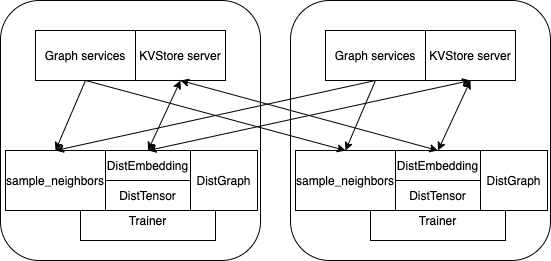 Graph services
KVStore server
sample_neighbors
DistEmbedding
DistTensor
DistGraph
Trainer
Graph services
KVStore server
sample_neighbors
DistEmbedding
DistTensor
DistGraph
Trainer